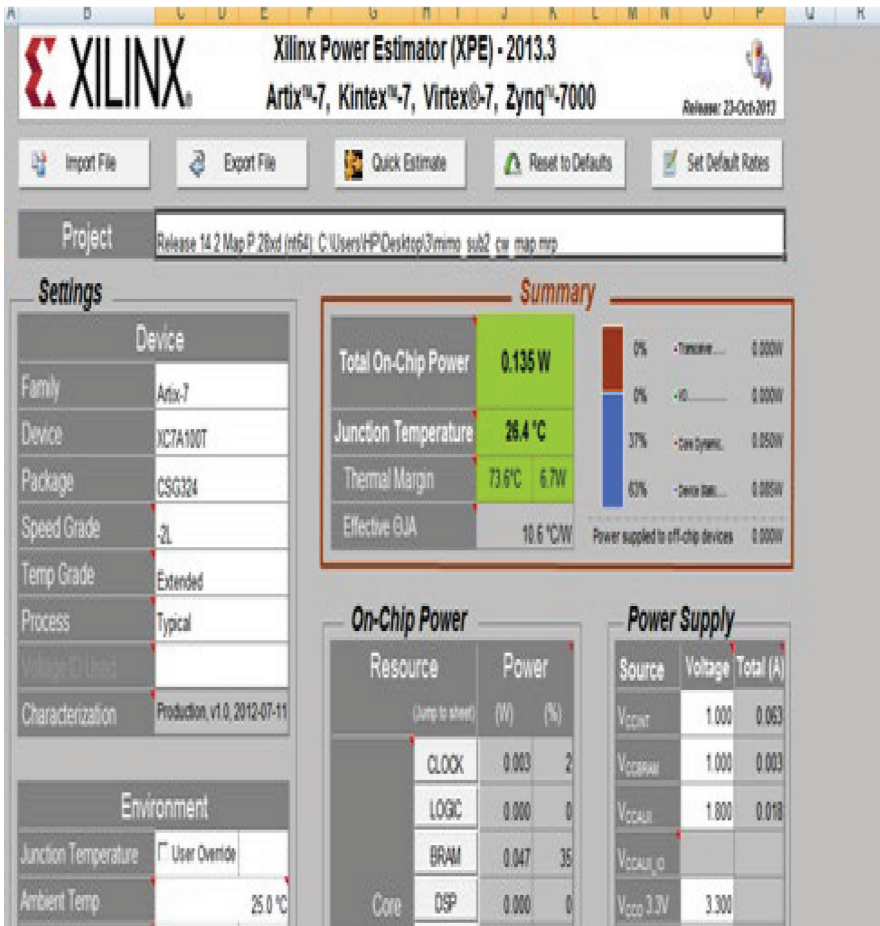 A B C D E F G H I J K L M N O P Q R
XILINX
Xilinx Power Estimator (XPE) - 2013.3
Artix™-7, Kintex™-7, Virtex®-7, Zynq™-7000
Release: 23-Oct-2013
Import File Export File Quick Estimate Reset to Defaults Set Default Rates
Project Release 14.2 Map P.28xd (nt64): C:\Users\HP\Desktop\3\mimo_sub2_cw_map.mrp
Settings
Device
Family Artix-7
Device XC7A100T
Package CSG324
Speed Grade -2L
Temp Grade Extended
Process Typical
Voltage ID Used
Characterization Production, v1.0, 2012-07-11
Environment
Junction Temperature User Override
Ambient Temp 25.0 °C
Summary
Total On-Chip Power 0.135 W
Junction Temperature 26.4 °C
Thermal Margin 73.6°C 6.7W
Effective ΘJA 10.6 °C/W
0% Transceiver...... 0.000W
0% I/O.............. 0.000W
37% Core Dynamic. 0.050W
63% Device Static.... 0.085W
Power supplied to off-chip devices 0.000W
On-Chip Power
Resource Power
(Jump to sheet) (W) (%)
Core
CLOCK 0.003 2
LOGIC 0.000 0
BRAM 0.047 35
DSP 0.000 0
Power Supply
Source Voltage Total (A)
VCCINT 1.000 0.063
VCCBRAM 1.000 0.003
VCCAUX 1.800 0.018
VCCAUX_IO
VCCO 3.3V 3.300